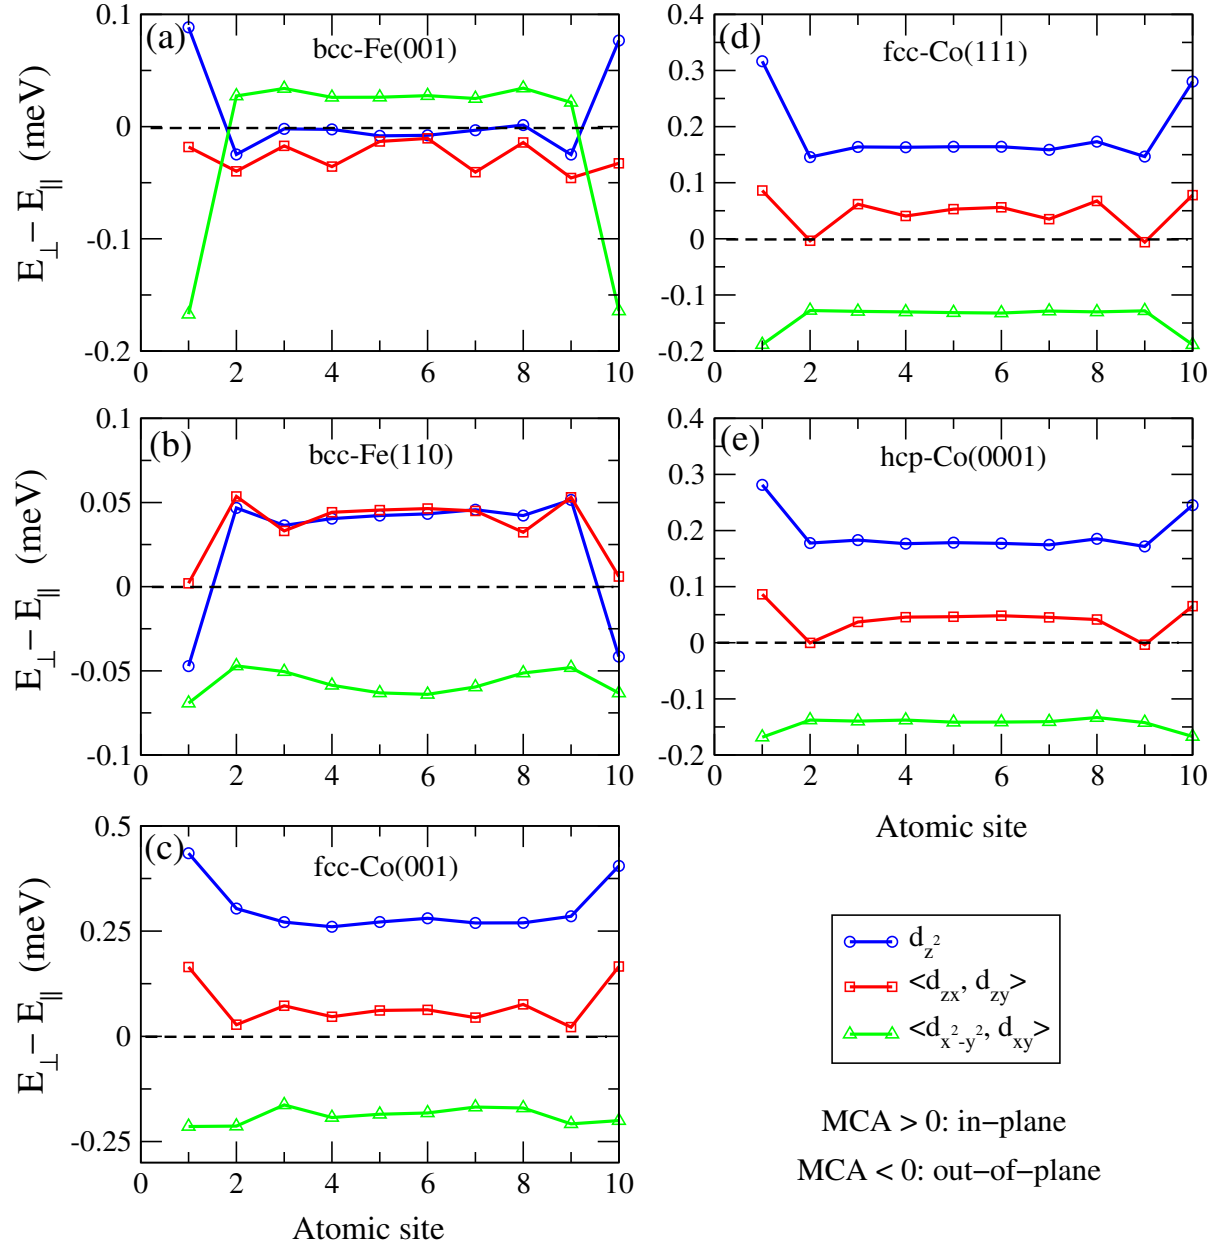 (a)
bcc-Fe(001)
E⊥ − E∥ (meV)
0.1
0
-0.1
-0.2
0 2 4 6 8 10
(d)
fcc-Co(111)
0.4
0.3
0.2
0.1
0
-0.1
-0.2
0 2 4 6 8 10
(b)
bcc-Fe(110)
E⊥ − E∥ (meV)
0.1
0.05
0
-0.05
-0.1
0 2 4 6 8 10
(e)
hcp-Co(0001)
0.4
0.3
0.2
0.1
0
-0.1
-0.2
0 2 4 6 8 10
Atomic site
(c)
fcc-Co(001)
E⊥ − E∥ (meV)
0.5
0.25
0
-0.25
0 2 4 6 8 10
Atomic site
d_z²
<d_zx, d_zy>
<d_x²-y², d_xy>
MCA > 0: in−plane
MCA < 0: out−of−plane